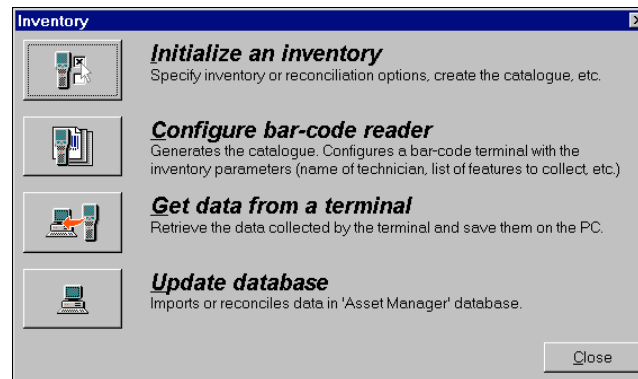 Inventory
Initialize an inventory
Specify inventory or reconciliation options, create the catalogue, etc.
Configure bar-code reader
Generates the catalogue. Configures a bar-code terminal with the
inventory parameters (name of technician, list of features to collect, etc.)
Get data from a terminal
Retrieve the data collected by the terminal and save them on the PC.
Update database
Imports or reconciles data in 'Asset Manager' database.
Close